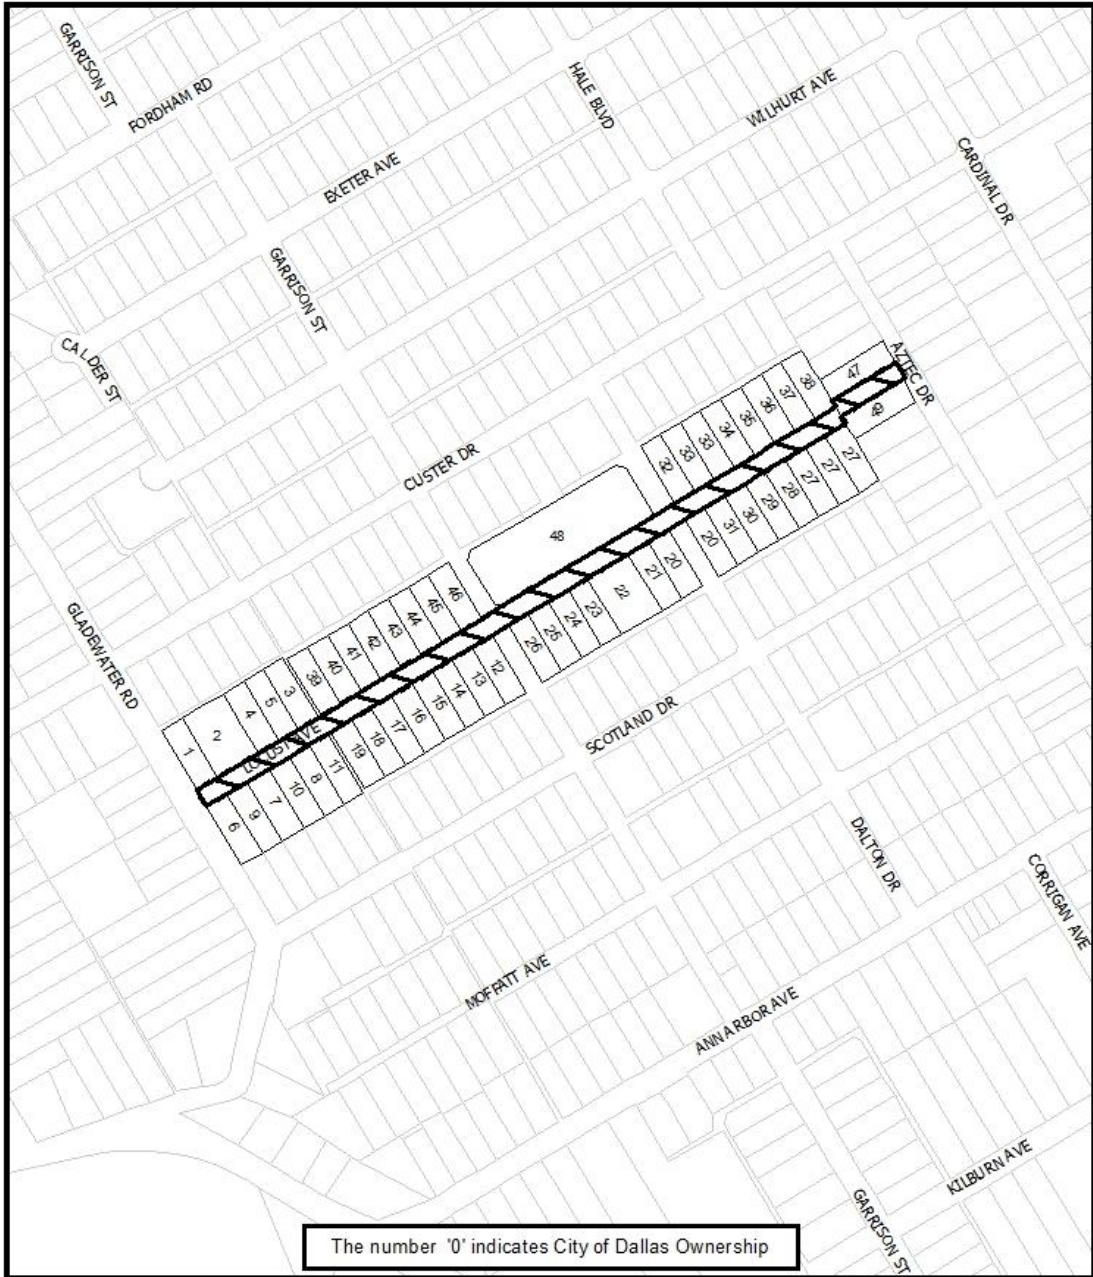 GARRISON ST
FORDHAM RD
HALE BLVD
WILHURT AVE
EXETER AVE
CARDINAL DR
GARRISON ST
CALDER ST
AZTEC DR
CUSTER DR
GLADEWATER RD
LOCUST AVE
SCOTLAND DR
DALTON DR
CORRIGAN AVE
MOFFATT AVE
ANN ARBOR AVE
KILBURN AVE
GARRISON ST
47
38
37
36
35
34
33
33
32
49
27
27
27
28
29
30
31
20
48
20
21
22
23
24
25
26
46
45
44
43
42
41
40
39
3
5
4
2
1
12
13
14
15
16
17
18
19
11
8
10
7
9
6
The number '0' indicates City of Dallas Ownership